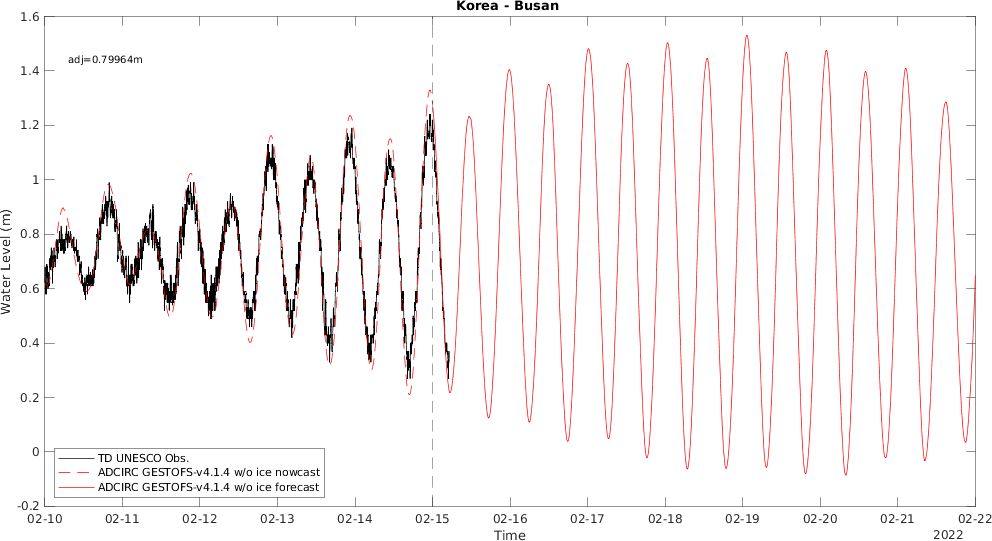 Korea - Busan
adj=0.79964m
1.6
1.4
1.2
1
0.8
0.6
0.4
0.2
0
-0.2
Water Level (m)
TD UNESCO Obs.
ADCIRC GESTOFS-v4.1.4 w/o ice nowcast
ADCIRC GESTOFS-v4.1.4 w/o ice forecast
02-10 02-11 02-12 02-13 02-14 02-15 02-16 02-17 02-18 02-19 02-20 02-21 02-22
Time
2022